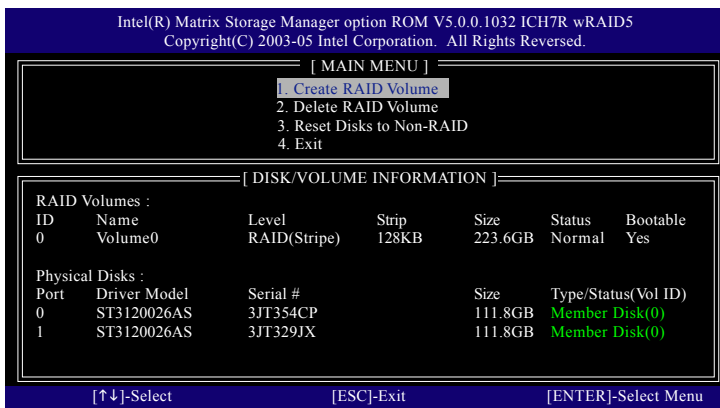 Intel(R) Matrix Storage Manager option ROM V5.0.0.1032 ICH7R wRAID5
Copyright(C) 2003-05 Intel Corporation. All Rights Reversed.
[ MAIN MENU ]
1. Create RAID Volume
2. Delete RAID Volume
3. Reset Disks to Non-RAID
4. Exit
[ DISK/VOLUME INFORMATION ]
RAID Volumes :
ID Name Level Strip Size Status Bootable
0 Volume0 RAID(Stripe) 128KB 223.6GB Normal Yes
Physical Disks :
Port Driver Model Serial # Size Type/Status(Vol ID)
0 ST3120026AS 3JT354CP 111.8GB Member Disk(0)
1 ST3120026AS 3JT329JX 111.8GB Member Disk(0)
[↑↓]-Select [ESC]-Exit [ENTER]-Select Menu